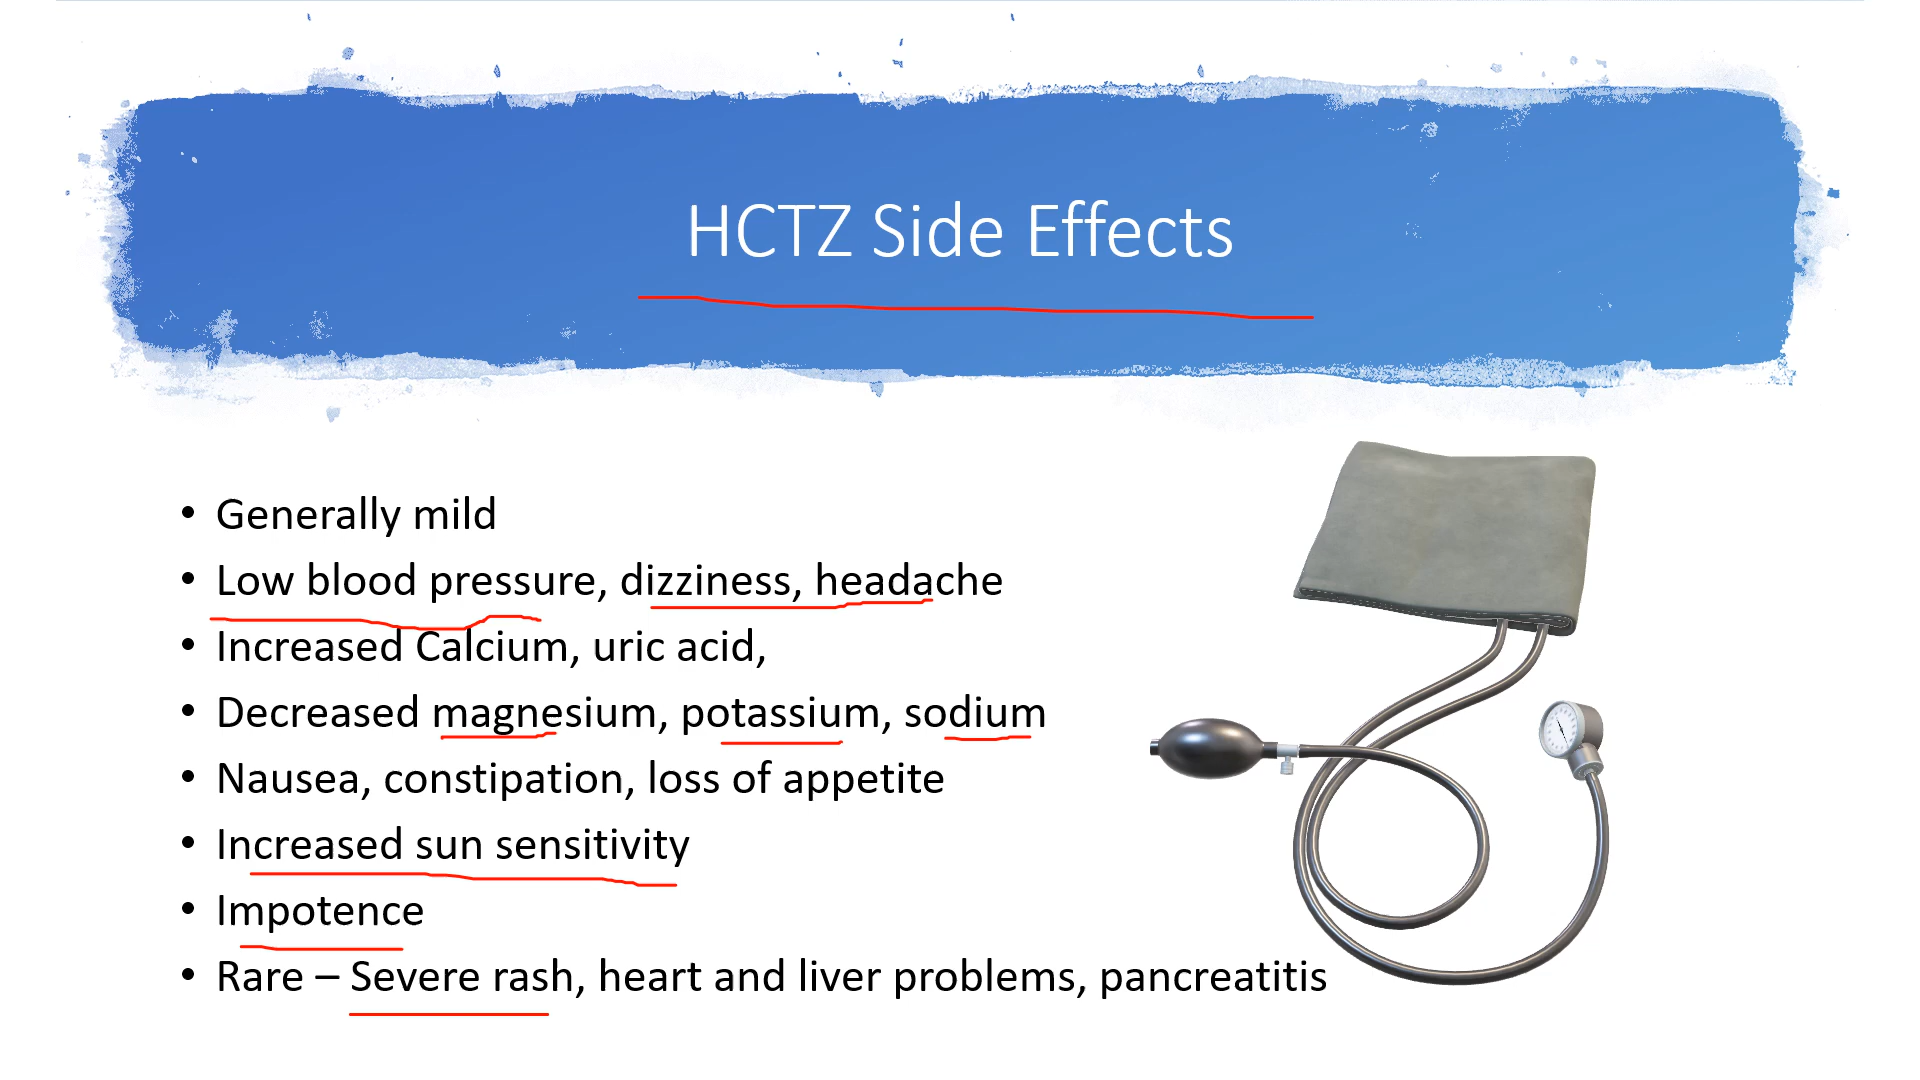 HCTZ Side Effects
• Generally mild
• Low blood pressure, dizziness, headache
• Increased Calcium, uric acid,
• Decreased magnesium, potassium, sodium
• Nausea, constipation, loss of appetite
• Increased sun sensitivity
• Impotence
• Rare – Severe rash, heart and liver problems, pancreatitis